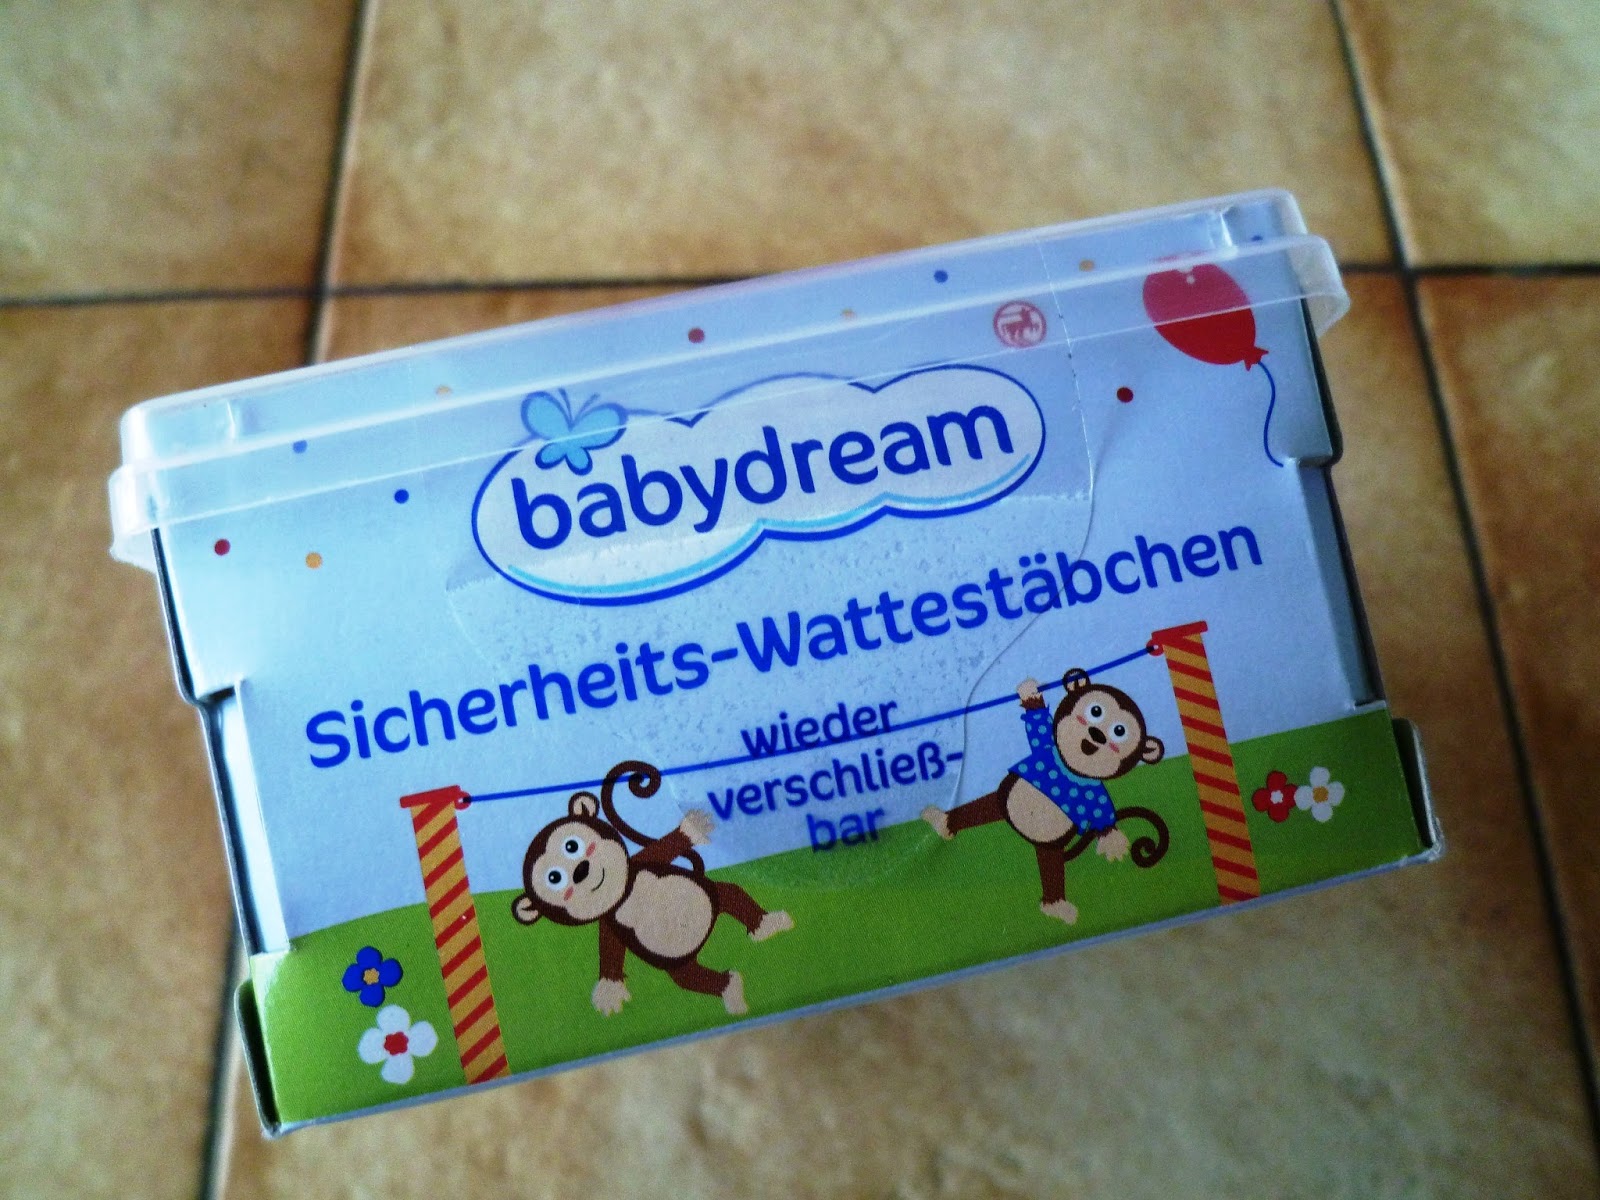 babydream
Sicherheits-Wattestäbchen
wieder
verschließ-
bar